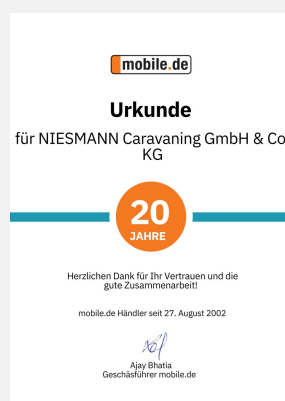 mobile.de
Urkunde
für NIESMANN Caravaning GmbH & Co
KG
20
JAHRE
Herzlichen Dank für Ihr Vertrauen und die
gute Zusammenarbeit!
mobile.de Händler seit 27. August 2002
Ajay Bhatia
Geschäsführer mobile.de